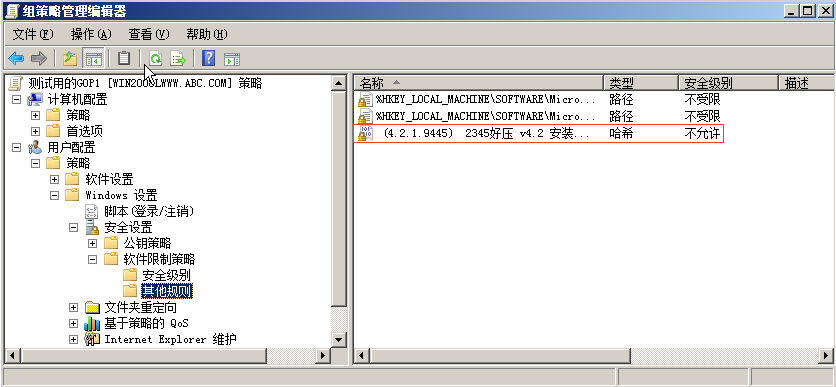 组策略管理编辑器
文件(F) 操作(A) 查看(V) 帮助(H)
测试用的GOP1 [WIN2008LWWW.ABC.COM] 策略
计算机配置
策略
首选项
用户配置
策略
软件设置
Windows 设置
脚本(登录/注销)
安全设置
公钥策略
软件限制策略
安全级别
其他规则
文件夹重定向
基于策略的 QoS
Internet Explorer 维护
名称 类型 安全级别 描述
%HKEY_LOCAL_MACHINE\SOFTWARE\Micro... 路径 不受限
%HKEY_LOCAL_MACHINE\SOFTWARE\Micro... 路径 不受限
(4.2.1.9445) 2345好压 v4.2 安装... 哈希 不允许